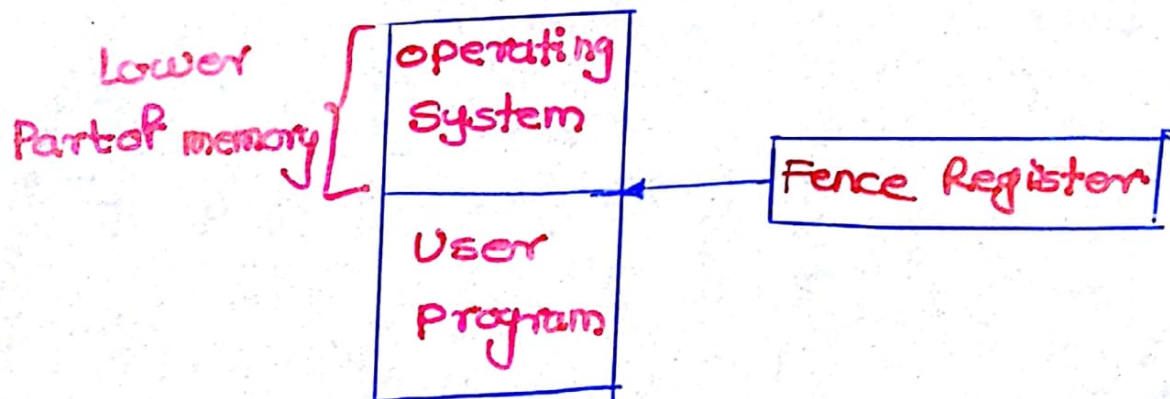 Lower
Part of memory
operating
System
Fence Register
User
Program